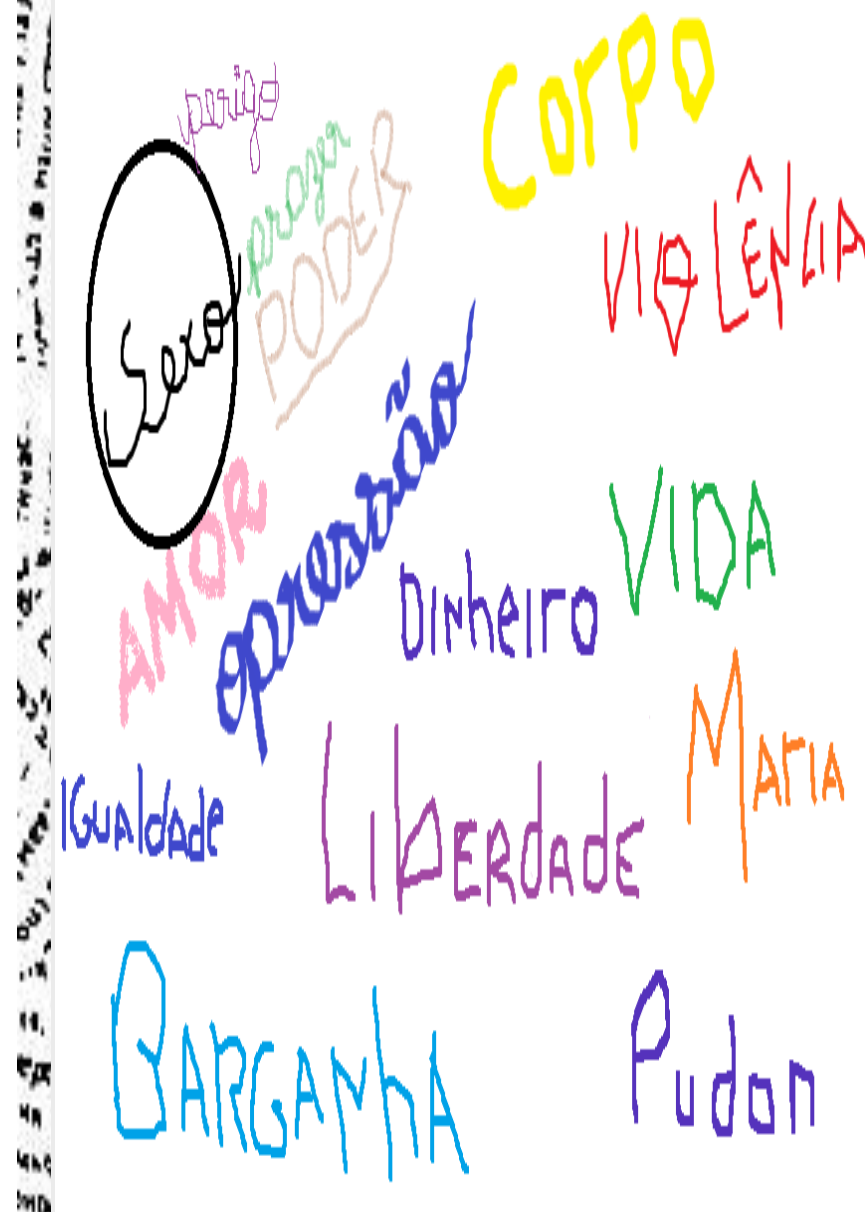 perigo
Corpo
prazer
PODER
VIOLÊNCIA
Sexo
AMOR
opressão
VIDA
Dinheiro
Maria
Igualdade
LibERdadE
BARGANhA
Pudor